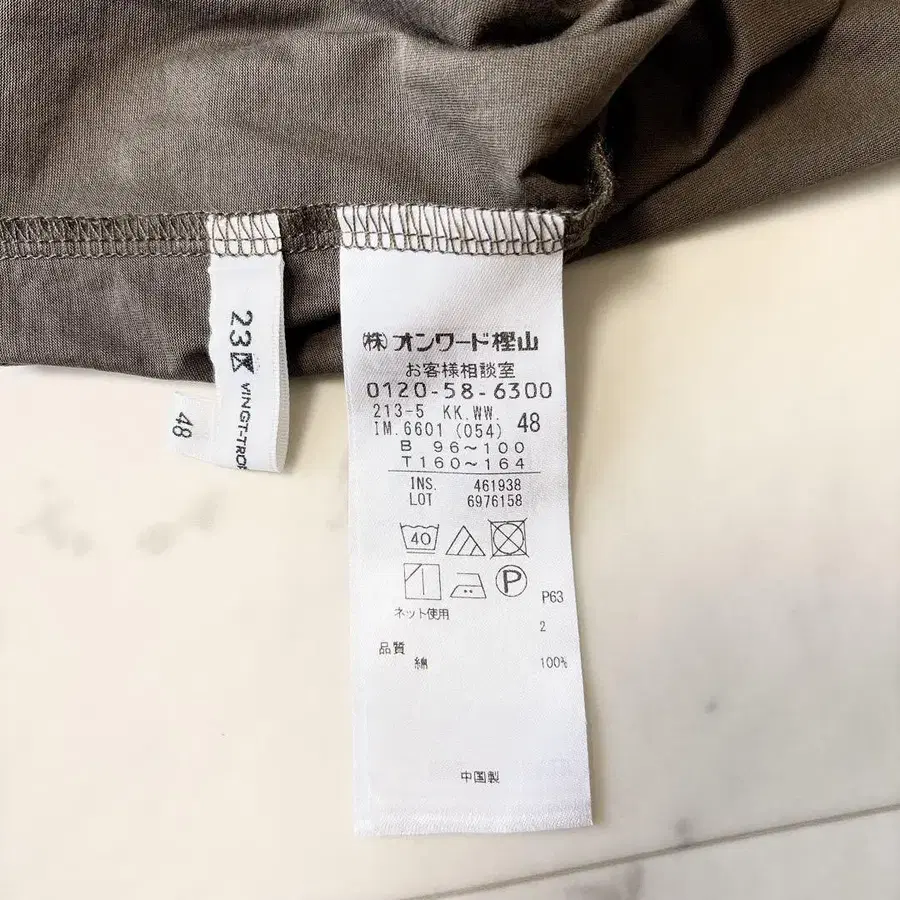 23K
VINGT-TROIS
48
(株)オンワード樫山
お客様相談室
0120-58-6300
213-5 KK.WW.
IM.6601 (054) 48
B 96〜100
T160〜164
INS. 461938
LOT 6976158
40
P
ネット使用
P63
2
品質
綿 100%
中国製